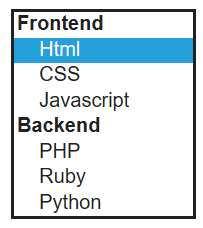 Frontend
Html
CSS
Javascript
Backend
PHP
Ruby
Python